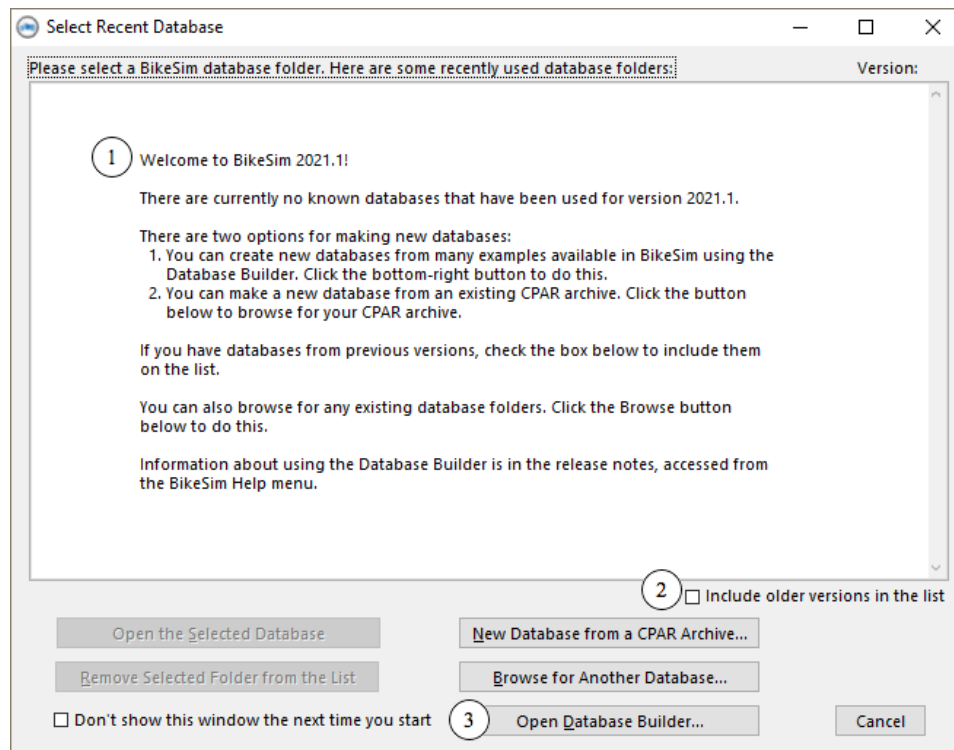 Select Recent Database
Please select a BikeSim database folder. Here are some recently used database folders: Version:
1 Welcome to BikeSim 2021.1!
There are currently no known databases that have been used for version 2021.1.
There are two options for making new databases:
1. You can create new databases from many examples available in BikeSim using the
Database Builder. Click the bottom-right button to do this.
2. You can make a new database from an existing CPAR archive. Click the button
below to browse for your CPAR archive.
If you have databases from previous versions, check the box below to include them
on the list.
You can also browse for any existing database folders. Click the Browse button
below to do this.
Information about using the Database Builder is in the release notes, accessed from
the BikeSim Help menu.
2 Include older versions in the list
Open the Selected Database New Database from a CPAR Archive...
Remove Selected Folder from the List Browse for Another Database...
Don't show this window the next time you start 3 Open Database Builder... Cancel